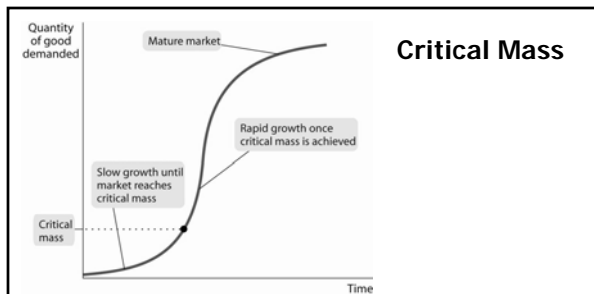 Quantity
of good
demanded
Mature market
Critical Mass
Rapid growth once
critical mass is achieved
Slow growth until
market reaches
critical mass
Critical
mass
Time